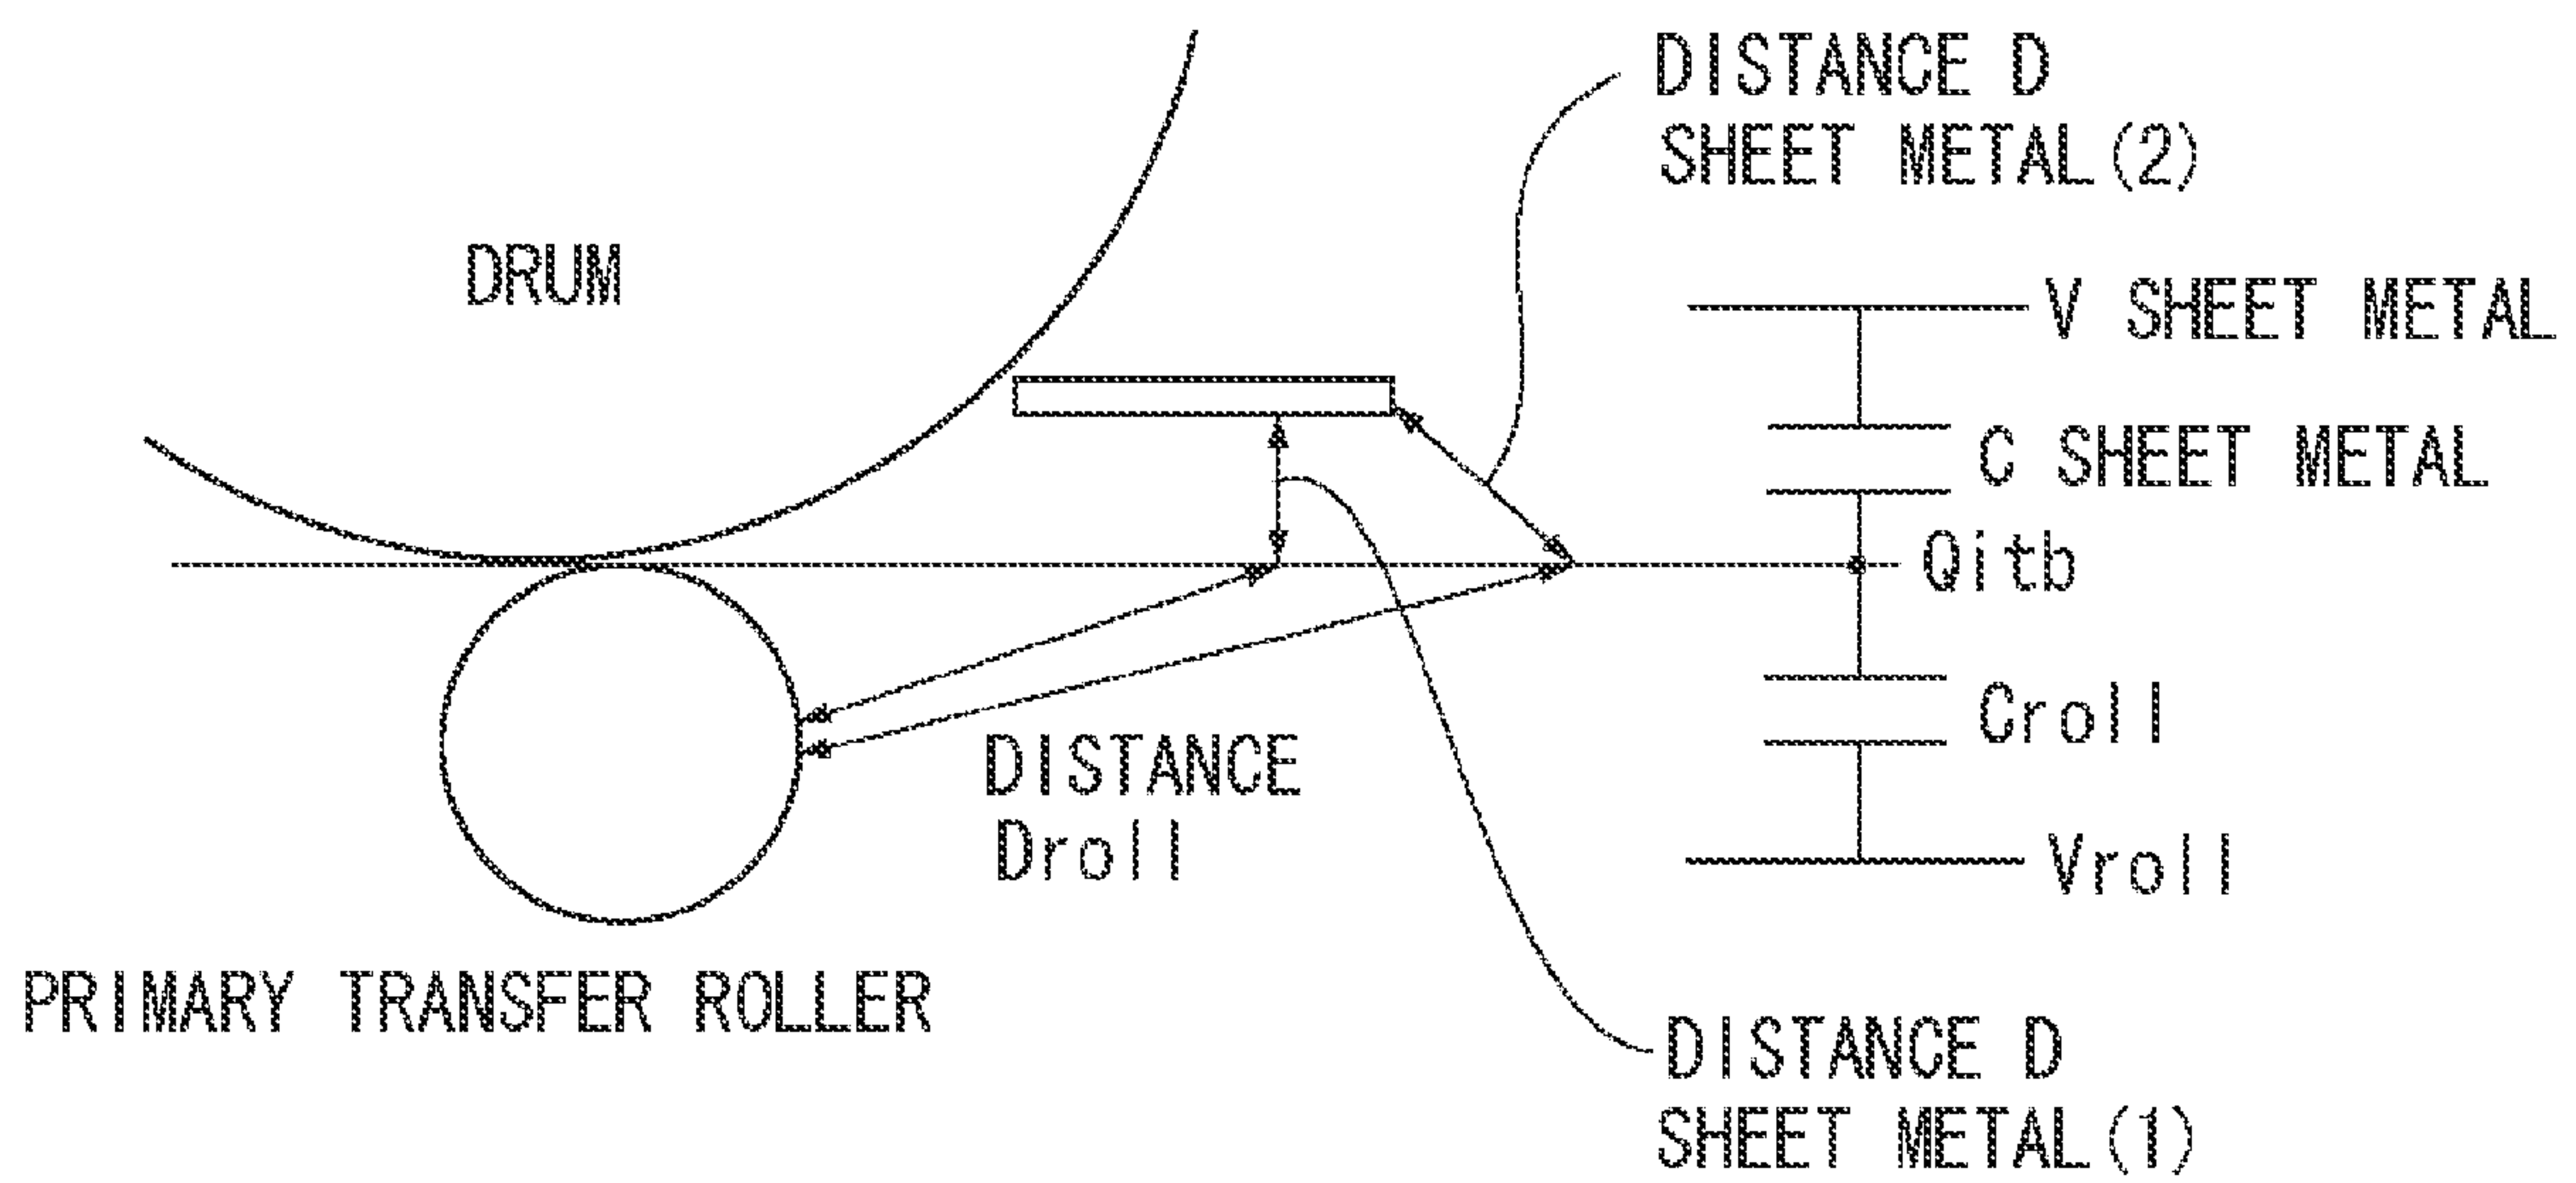 DISTANCE D
SHEET METAL(2)
DRUM
V SHEET METAL
C SHEET METAL
Qitb
Croll
DISTANCE
Droll
Vroll
PRIMARY TRANSFER ROLLER
DISTANCE D
SHEET METAL(1)